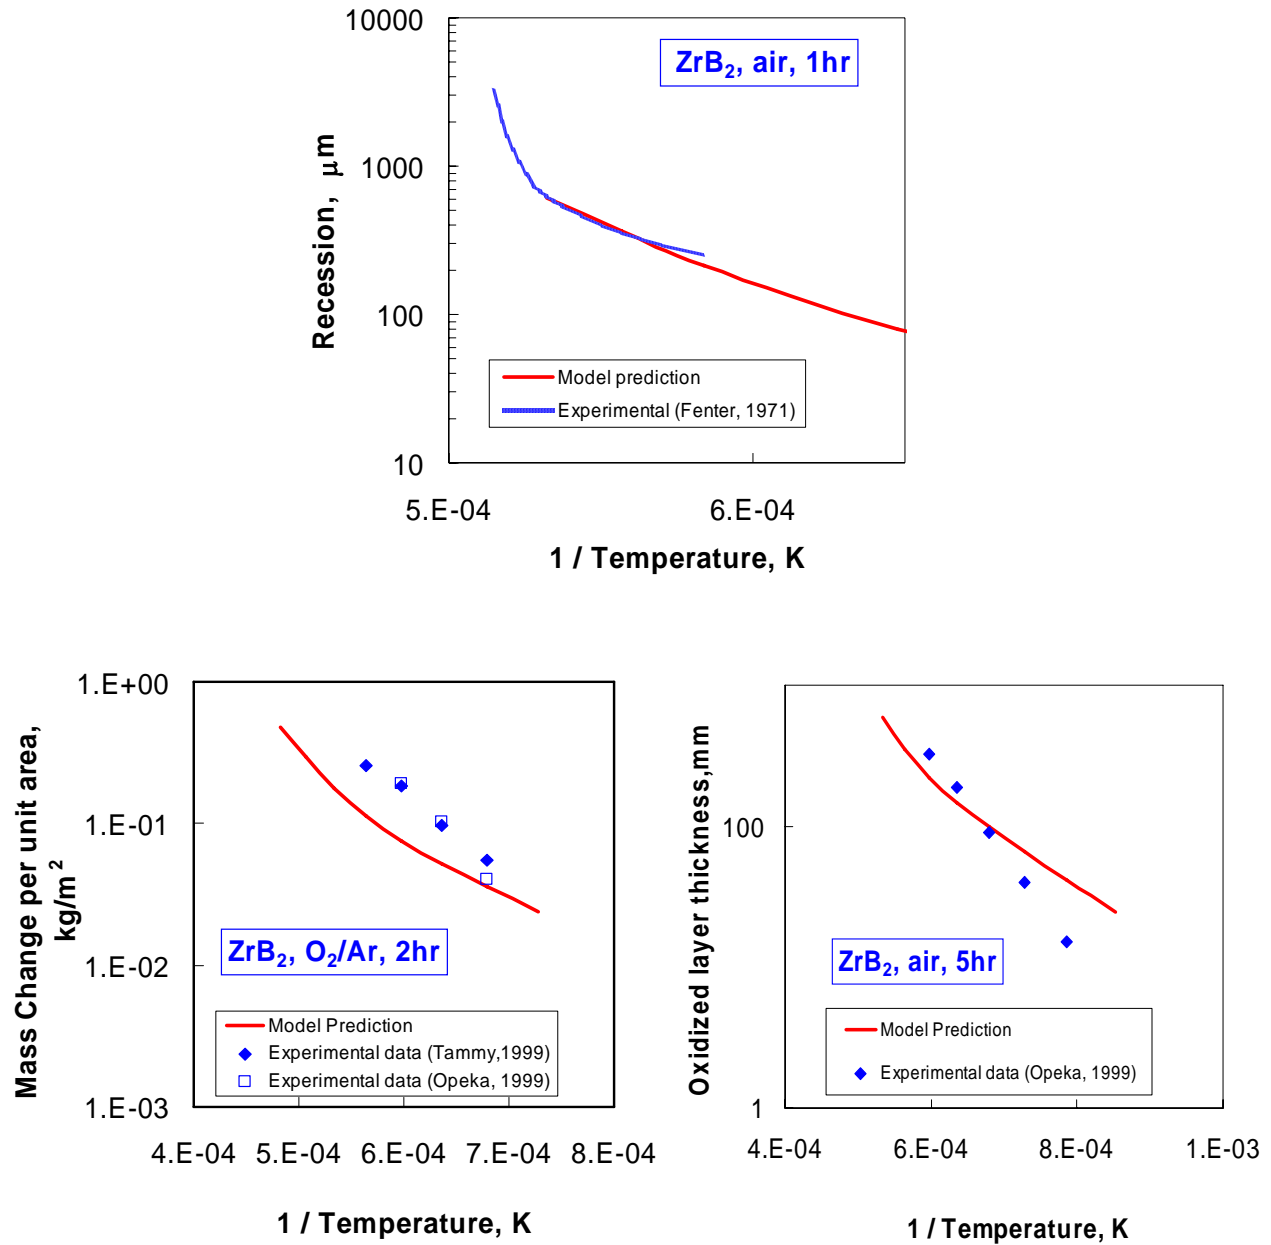 10000
1000
100
10
Recession, μm
ZrB₂, air, 1hr
Model prediction
Experimental (Fenter, 1971)
5.E-04 6.E-04
1 / Temperature, K
1.E+00
1.E-01
1.E-02
1.E-03
Mass Change per unit area,
kg/m²
ZrB₂, O₂/Ar, 2hr
Model Prediction
Experimental data (Tammy,1999)
Experimental data (Opeka, 1999)
4.E-04 5.E-04 6.E-04 7.E-04 8.E-04
1 / Temperature, K
100
1
Oxidized layer thickness,mm
ZrB₂, air, 5hr
Model Prediction
Experimental data (Opeka, 1999)
4.E-04 6.E-04 8.E-04 1.E-03
1 / Temperature, K